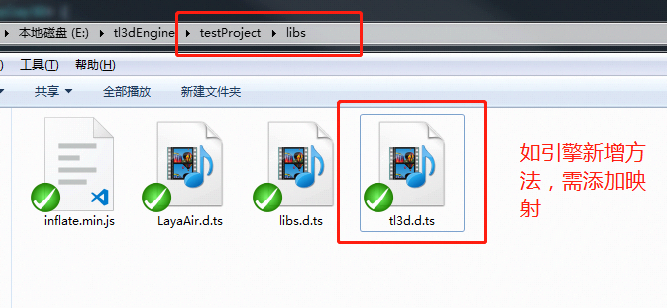 本地磁盘 (E:) ▸ tl3dEngine ▸ testProject ▸ libs
) 工具(T) 帮助(H)
共享 全部播放 新建文件夹
inflate.min.js LayaAir.d.ts libs.d.ts tl3d.d.ts
如引擎新增方
法，需添加映
射